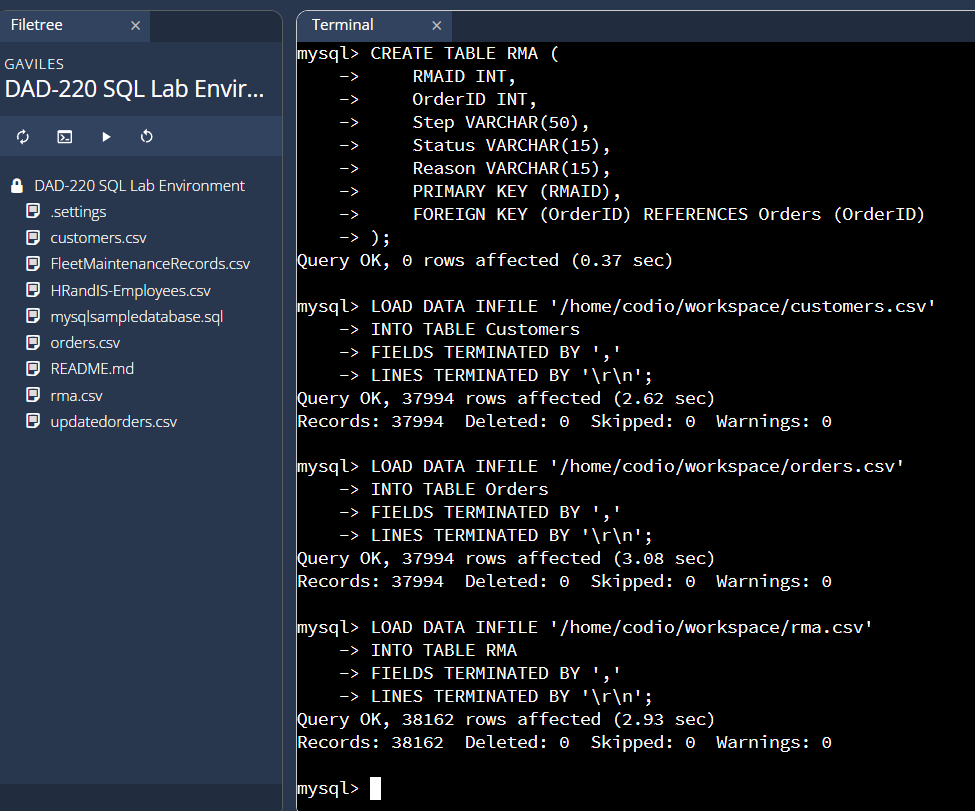 Filetree
GAVILES
DAD-220 SQL Lab Envir...
DAD-220 SQL Lab Environment
.settings
customers.csv
FleetMaintenanceRecords.csv
HRandIS-Employees.csv
mysqlsampledatabase.sql
orders.csv
README.md
rma.csv
updatedorders.csv
Terminal
mysql> CREATE TABLE RMA (
    ->     RMAID INT,
    ->     OrderID INT,
    ->     Step VARCHAR(50),
    ->     Status VARCHAR(15),
    ->     Reason VARCHAR(15),
    ->     PRIMARY KEY (RMAID),
    ->     FOREIGN KEY (OrderID) REFERENCES Orders (OrderID)
    -> );
Query OK, 0 rows affected (0.37 sec)
mysql> LOAD DATA INFILE '/home/codio/workspace/customers.csv'
    -> INTO TABLE Customers
    -> FIELDS TERMINATED BY ','
    -> LINES TERMINATED BY '\r\n';
Query OK, 37994 rows affected (2.62 sec)
Records: 37994  Deleted: 0  Skipped: 0  Warnings: 0
mysql> LOAD DATA INFILE '/home/codio/workspace/orders.csv'
    -> INTO TABLE Orders
    -> FIELDS TERMINATED BY ','
    -> LINES TERMINATED BY '\r\n';
Query OK, 37994 rows affected (3.08 sec)
Records: 37994  Deleted: 0  Skipped: 0  Warnings: 0
mysql> LOAD DATA INFILE '/home/codio/workspace/rma.csv'
    -> INTO TABLE RMA
    -> FIELDS TERMINATED BY ','
    -> LINES TERMINATED BY '\r\n';
Query OK, 38162 rows affected (2.93 sec)
Records: 38162  Deleted: 0  Skipped: 0  Warnings: 0
mysql>